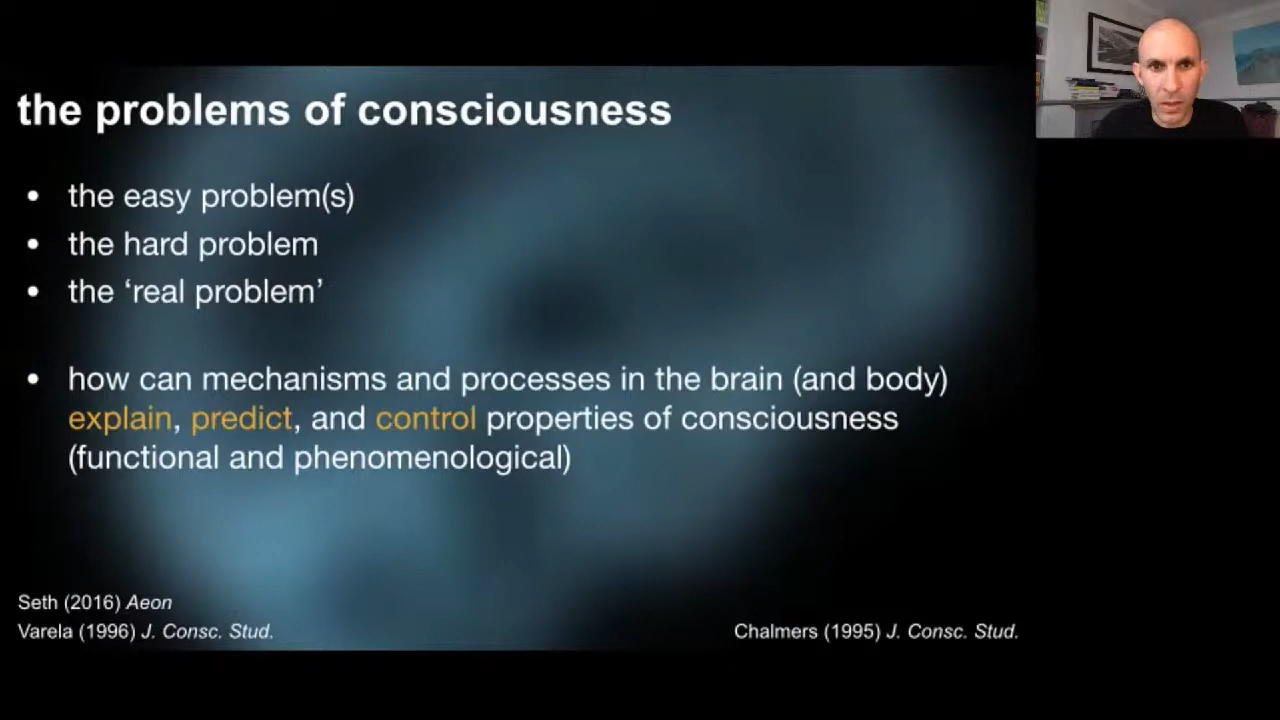 the problems of consciousness
• the easy problem(s)
• the hard problem
• the ‘real problem’
• how can mechanisms and processes in the brain (and body)
explain, predict, and control properties of consciousness
(functional and phenomenological)
Seth (2016) Aeon
Varela (1996) J. Consc. Stud.
Chalmers (1995) J. Consc. Stud.